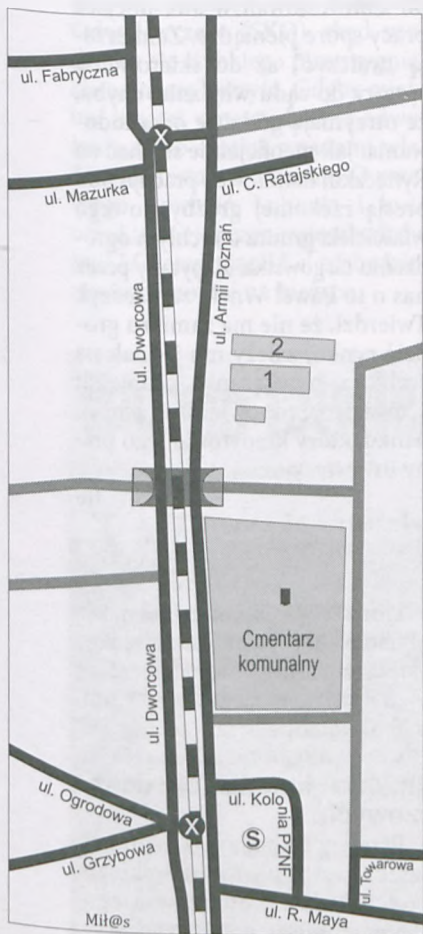 ul. Fabryczna
X
ul. Mazurka
ul. C. Ratajskiego
ul. Dworcowa
ul. Armii Poznań
2
1
Cmentarz
komunalny
ul. Dworcowa
ul. Ogrodowa
X
ul. Grzybowa
ul. Kolonia PZNF
S
ul. Tokarowa
ul. R. Maya
Mił@s